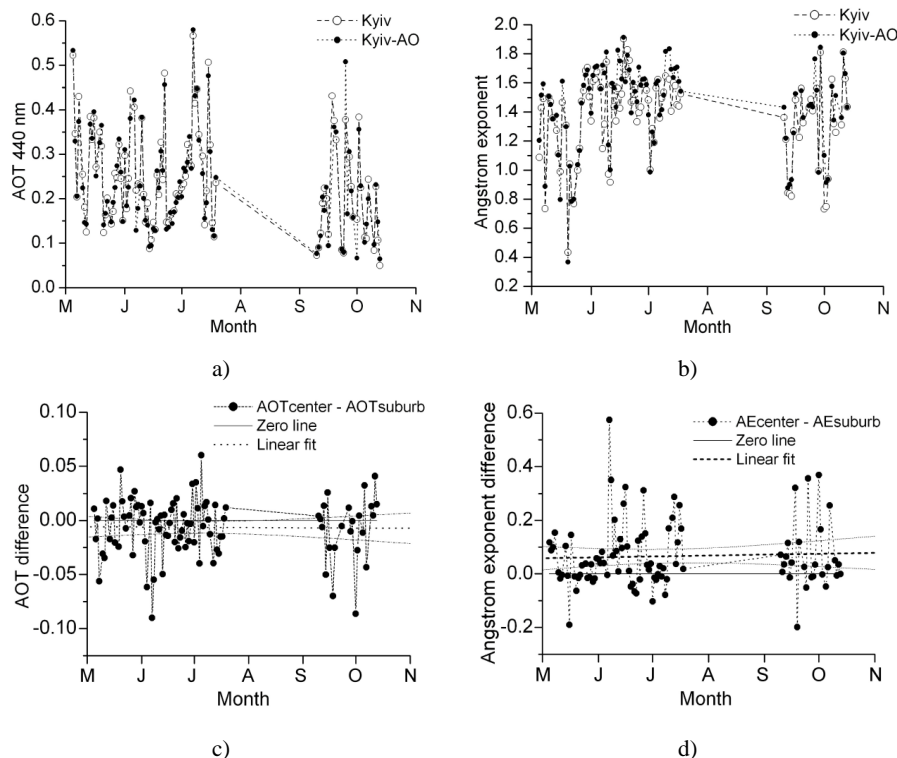 Kyiv
Kyiv-AO
AOT 440 nm
0.6
0.5
0.4
0.3
0.2
0.1
0.0
M J J A S O N
Month
a)
Kyiv
Kyiv-AO
Angstrom exponent
2.0
1.8
1.6
1.4
1.2
1.0
0.8
0.6
0.4
0.2
M J J A S O N
Month
b)
AOTcenter - AOTsuburb
Zero line
Linear fit
AOT difference
0.10
0.05
0.00
-0.05
-0.10
M J J A S O N
Month
c)
AEcenter - AEsuburb
Zero line
Linear fit
Angstrom exponent difference
0.6
0.4
0.2
0.0
-0.2
M J J A S O N
Month
d)